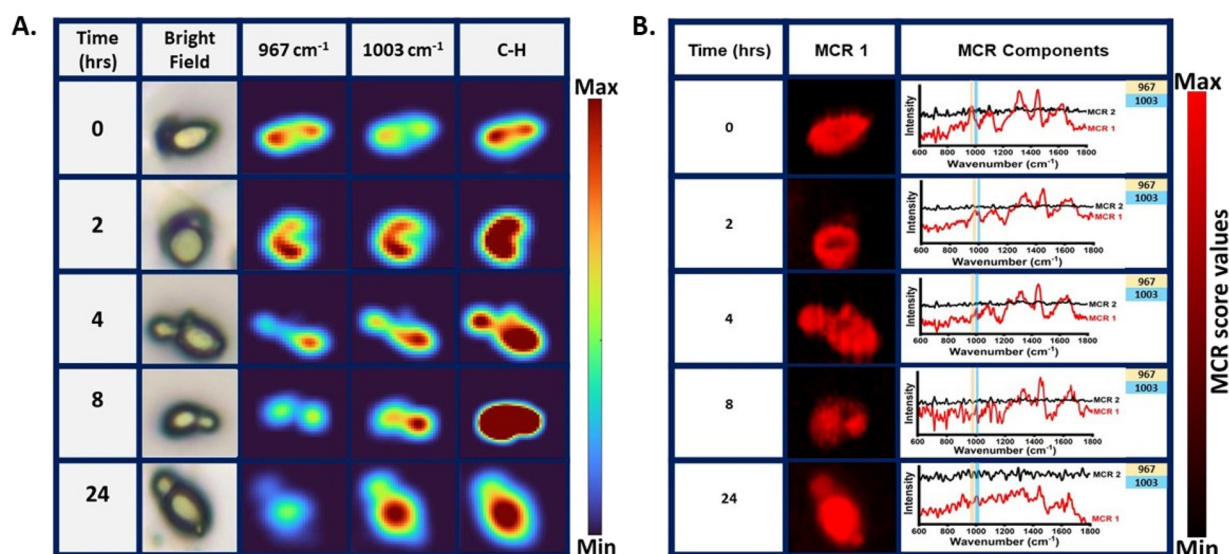 A.
Time (hrs)
Bright Field
967 cm⁻¹
1003 cm⁻¹
C-H
0
2
4
8
24
Max
Min
B.
Time (hrs)
MCR 1
MCR Components
0
Intensity
967
1003
MCR 2
MCR 1
600 800 1000 1200 1400 1600 1800
Wavenumber (cm⁻¹)
2
Intensity
967
1003
MCR 2
MCR 1
600 800 1000 1200 1400 1600 1800
Wavenumber (cm⁻¹)
4
Intensity
967
1003
MCR 2
MCR 1
600 800 1000 1200 1400 1600 1800
Wavenumber (cm⁻¹)
8
Intensity
967
1003
MCR 2
MCR 1
600 800 1000 1200 1400 1600 1800
Wavenumber (cm⁻¹)
24
Intensity
967
1003
MCR 2
MCR 1
600 800 1000 1200 1400 1600 1800
Wavenumber (cm⁻¹)
Max
MCR score values
Min